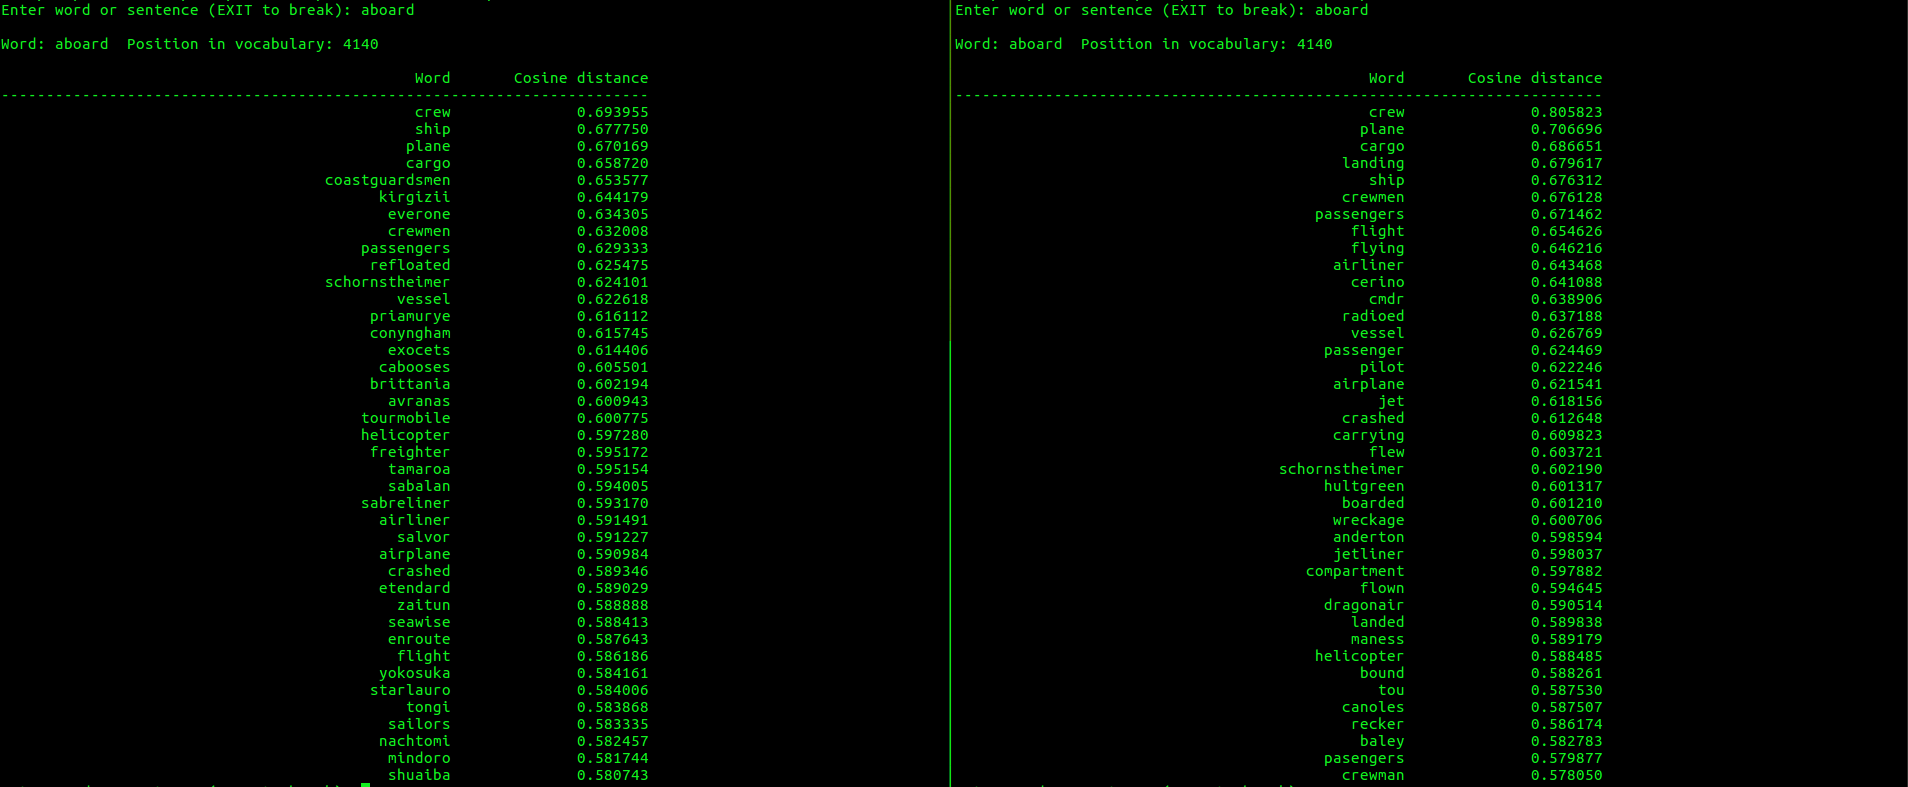 Enter word or sentence (EXIT to break): aboard
Word: aboard  Position in vocabulary: 4140
Word       Cosine distance
------------------------------------------------------------------------
crew              0.693955
ship              0.677750
plane              0.670169
cargo              0.658720
coastguardsmen              0.653577
kirgizii              0.644179
everone              0.634305
crewmen              0.632008
passengers              0.629333
refloated              0.625475
schornstheimer              0.624101
vessel              0.622618
priamurye              0.616112
conyngham              0.615745
exocets              0.614406
cabooses              0.605501
brittania              0.602194
avranas              0.600943
tourmobile              0.600775
helicopter              0.597280
freighter              0.595172
tamaroa              0.595154
sabalan              0.594005
sabreliner              0.593170
airliner              0.591491
salvor              0.591227
airplane              0.590984
crashed              0.589346
etendard              0.589029
zaitun              0.588888
seawise              0.588413
enroute              0.587643
flight              0.586186
yokosuka              0.584161
starlauro              0.584006
tongi              0.583868
sailors              0.583335
nachtomi              0.582457
mindoro              0.581744
shuaiba              0.580743
Enter word or sentence (EXIT to break): aboard
Word: aboard  Position in vocabulary: 4140
Word       Cosine distance
------------------------------------------------------------------------
crew              0.805823
plane              0.706696
cargo              0.686651
landing              0.679617
ship              0.676312
crewmen              0.676128
passengers              0.671462
flight              0.654626
flying              0.646216
airliner              0.643468
cerino              0.641088
cmdr              0.638906
radioed              0.637188
vessel              0.626769
passenger              0.624469
pilot              0.622246
airplane              0.621541
jet              0.618156
crashed              0.612648
carrying              0.609823
flew              0.603721
schornstheimer              0.602190
hultgreen              0.601317
boarded              0.601210
wreckage              0.600706
anderton              0.598594
jetliner              0.598037
compartment              0.597882
flown              0.594645
dragonair              0.590514
landed              0.589838
maness              0.589179
helicopter              0.588485
bound              0.588261
tou              0.587530
canoles              0.587507
recker              0.586174
baley              0.582783
pasengers              0.579877
crewman              0.578050